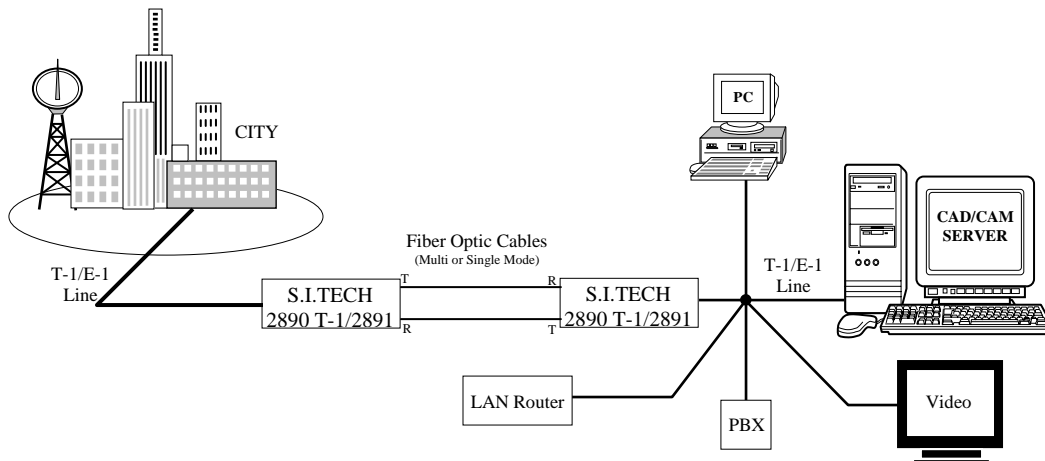 PC
CITY
CAD/CAM
SERVER
Fiber Optic Cables
(Multi or Single Mode)
T-1/E-1
Line
T-1/E-1
Line
T
R
S.I.TECH
2890 T-1/2891
S.I.TECH
2890 T-1/2891
R
T
LAN Router
PBX
Video